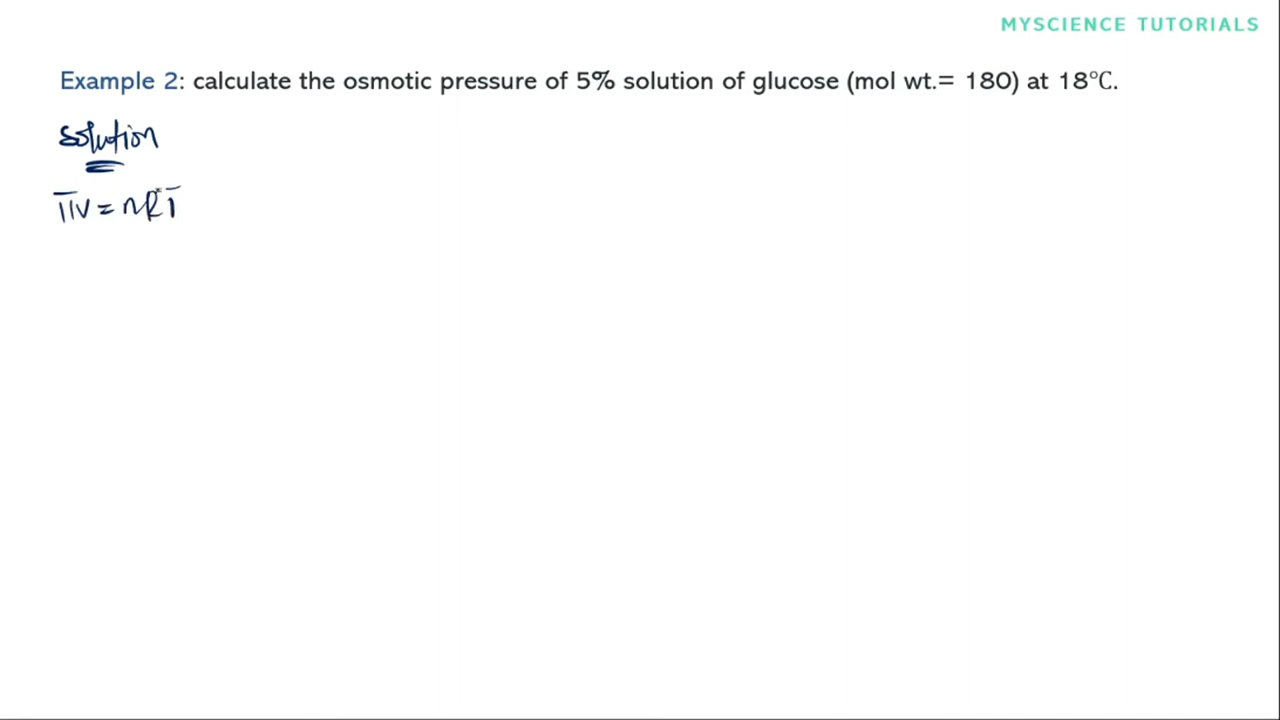 MYSCIENCE TUTORIALS
Example 2: calculate the osmotic pressure of 5% solution of glucose (mol wt.= 180) at 18°C.
Solution
πV = nRT